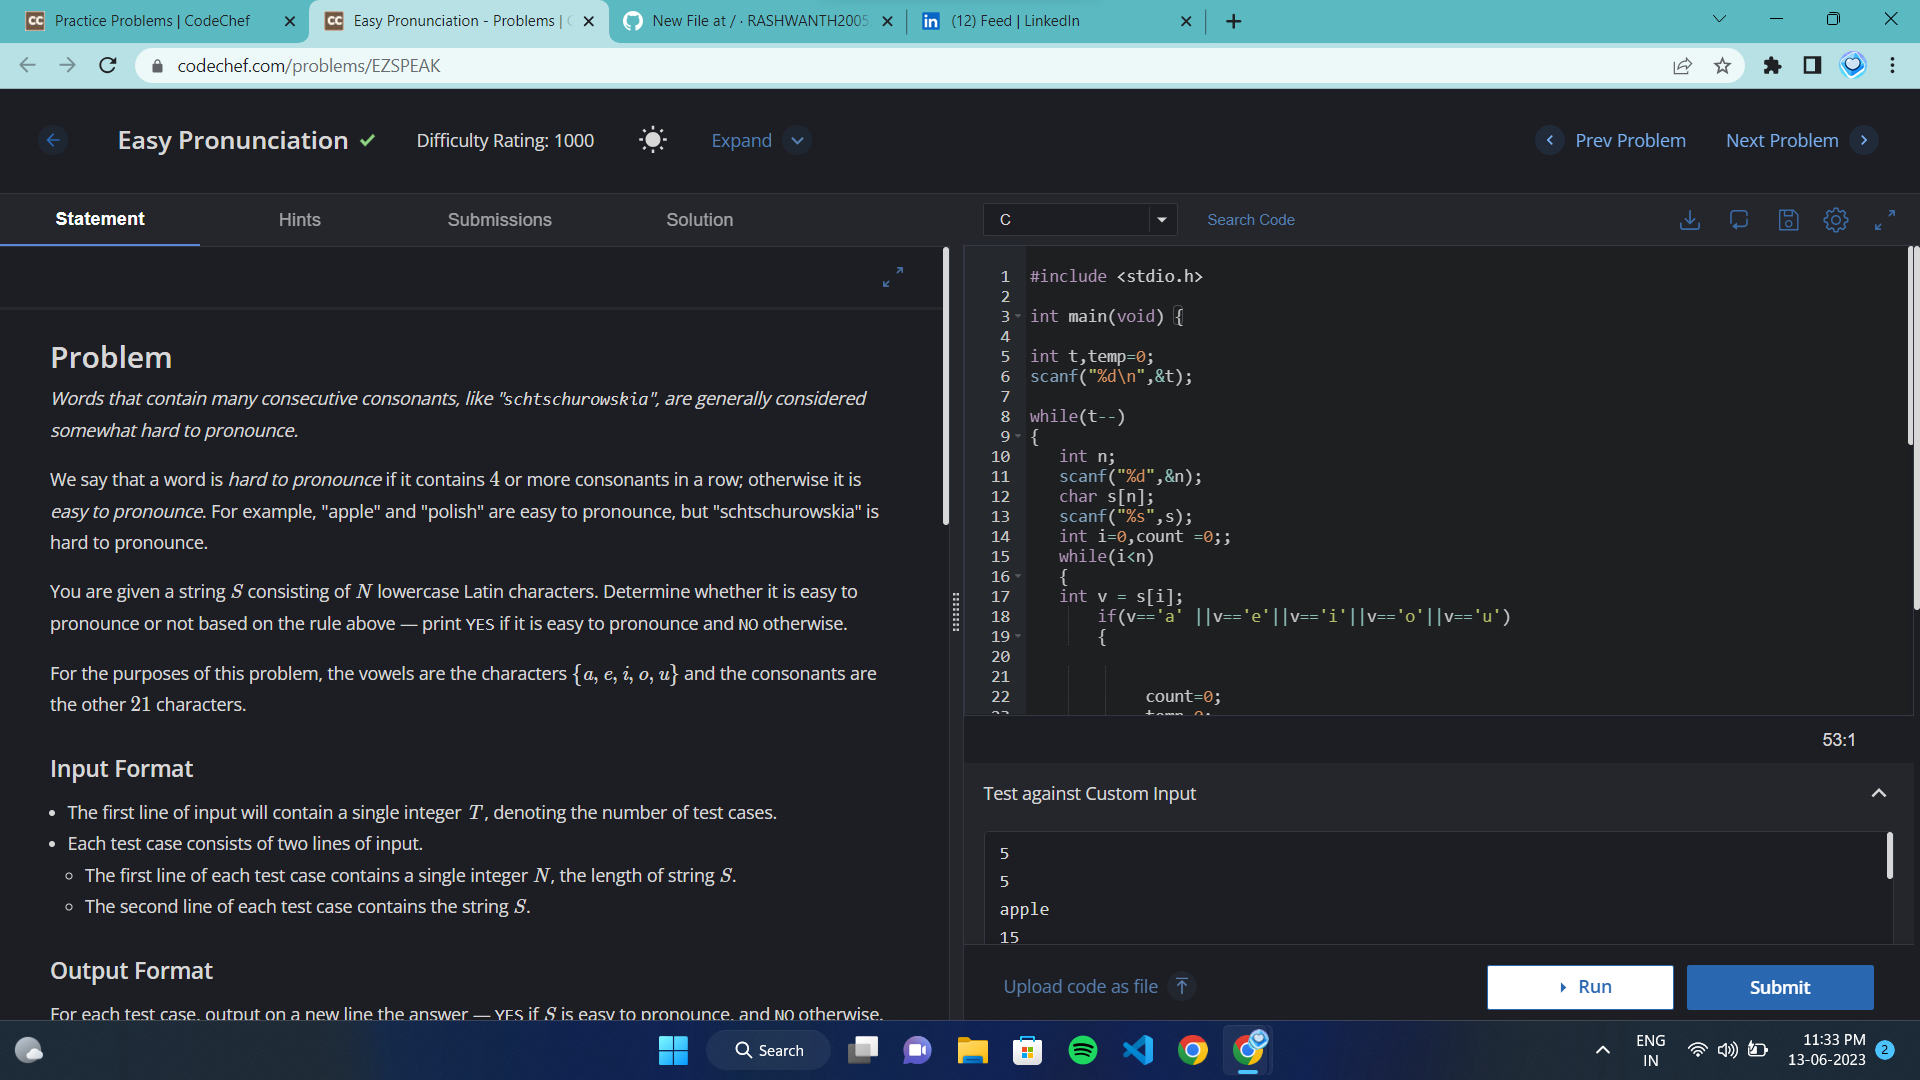 Practice Problems | CodeChef
Easy Pronunciation - Problems |
New File at / · RASHWANTH2005
(12) Feed | LinkedIn
codechef.com/problems/EZSPEAK
Easy Pronunciation
Difficulty Rating: 1000
Expand
Prev Problem
Next Problem
Statement
Hints
Submissions
Solution
Problem
Words that contain many consecutive consonants, like "schtschurowskia", are generally considered
somewhat hard to pronounce.
We say that a word is hard to pronounce if it contains 4 or more consonants in a row; otherwise it is
easy to pronounce. For example, "apple" and "polish" are easy to pronounce, but "schtschurowskia" is
hard to pronounce.
You are given a string S consisting of N lowercase Latin characters. Determine whether it is easy to
pronounce or not based on the rule above — print YES if it is easy to pronounce and NO otherwise.
For the purposes of this problem, the vowels are the characters {a, e, i, o, u} and the consonants are
the other 21 characters.
Input Format
• The first line of input will contain a single integer T, denoting the number of test cases.
• Each test case consists of two lines of input.
◦ The first line of each test case contains a single integer N, the length of string S.
◦ The second line of each test case contains the string S.
Output Format
For each test case, output on a new line the answer — YES if S is easy to pronounce, and NO otherwise.
C
Search Code
1 #include <stdio.h>
2
3 int main(void) {
4
5 int t,temp=0;
6 scanf("%d\n",&t);
7
8 while(t--)
9 {
10 int n;
11 scanf("%d",&n);
12 char s[n];
13 scanf("%s",s);
14 int i=0,count =0;;
15 while(i<n)
16 {
17 int v = s[i];
18 if(v=='a' ||v=='e'||v=='i'||v=='o'||v=='u')
19 {
20
21
22 count=0;
23 temp=0;
53:1
Test against Custom Input
5
5
apple
15
Upload code as file
Run
Submit
Search
ENG
IN
11:33 PM
13-06-2023
2